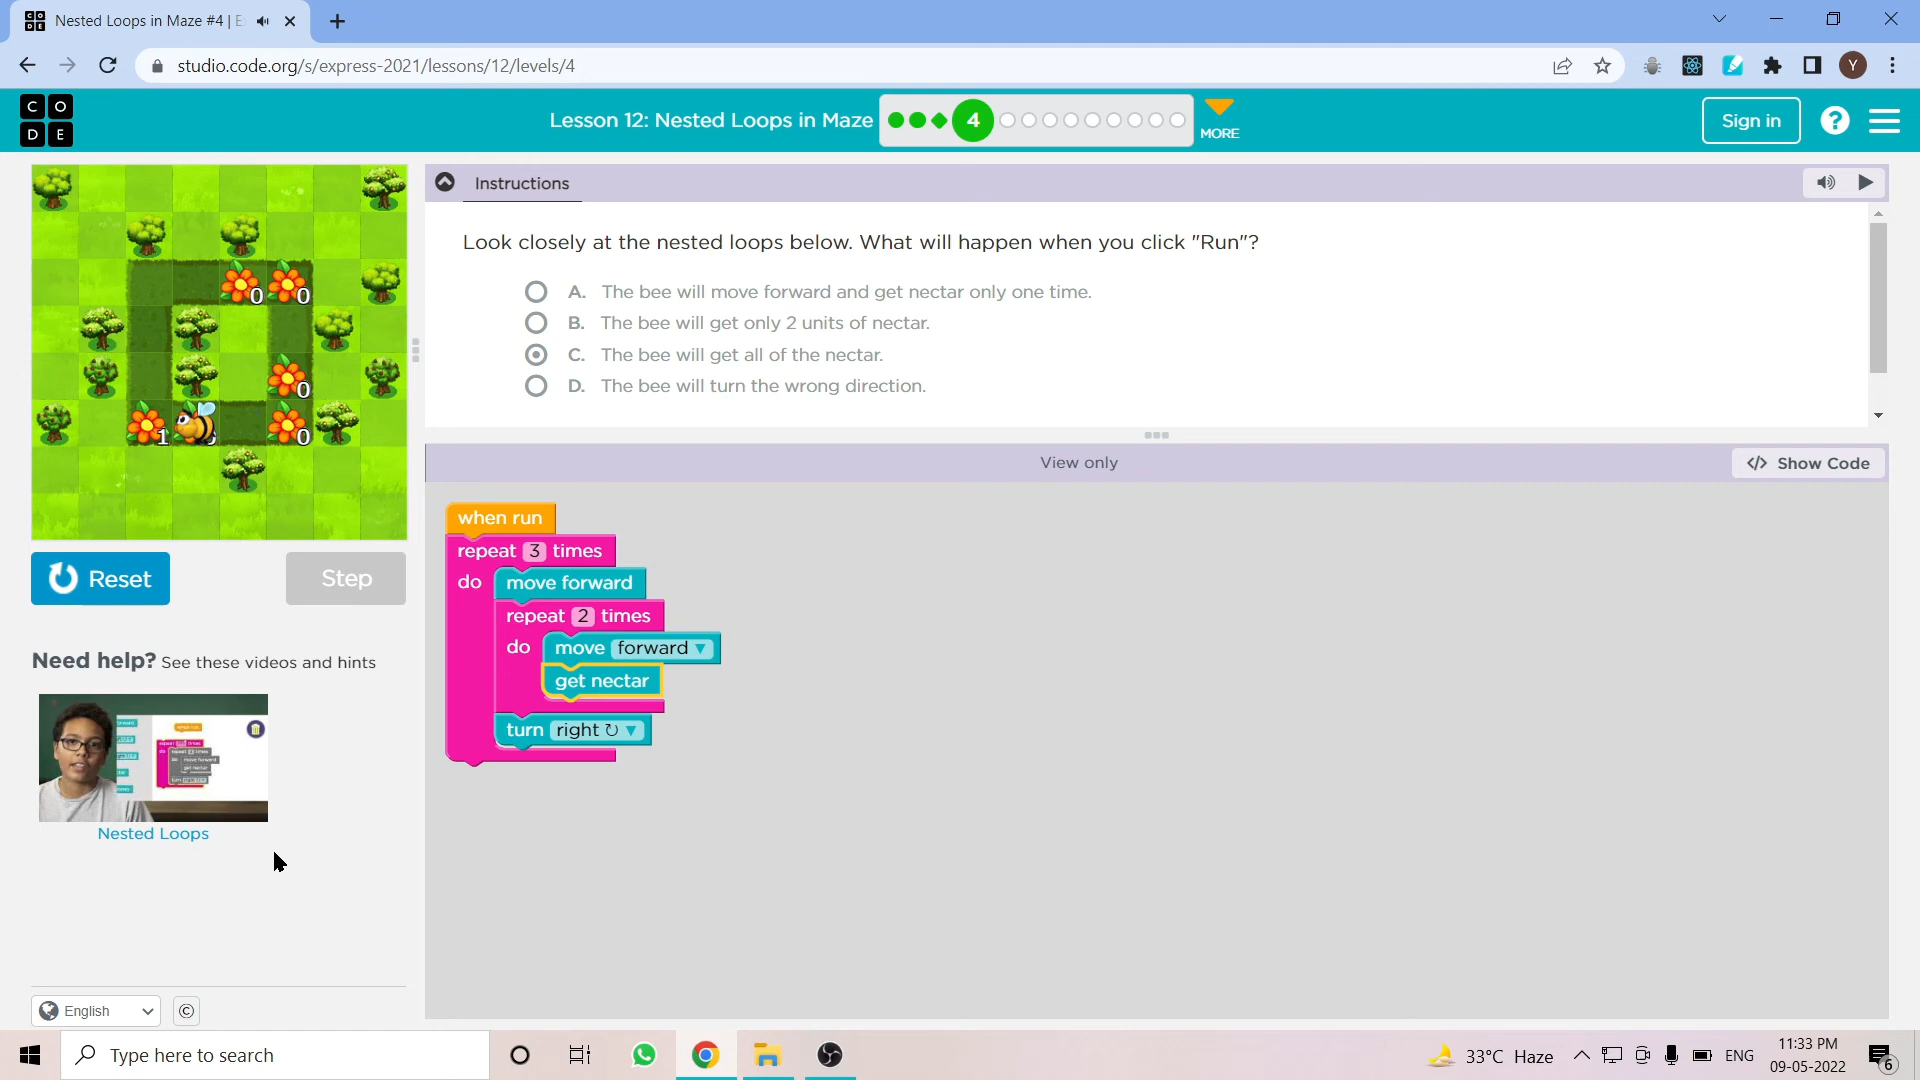 Nested Loops in Maze #4 | E
studio.code.org/s/express-2021/lessons/12/levels/4
Y
C O
D E
Lesson 12: Nested Loops in Maze
4
MORE
Sign in
?
Instructions
Look closely at the nested loops below. What will happen when you click "Run"?
A. The bee will move forward and get nectar only one time.
B. The bee will get only 2 units of nectar.
C. The bee will get all of the nectar.
D. The bee will turn the wrong direction.
0 0
0
1 0
View only
</> Show Code
when run
repeat 3 times
do move forward
repeat 2 times
do move forward ▼
get nectar
turn right ↻ ▼
Reset
Step
Need help? See these videos and hints
Nested Loops
English
©
Type here to search
33°C Haze
ENG
11:33 PM
09-05-2022
6